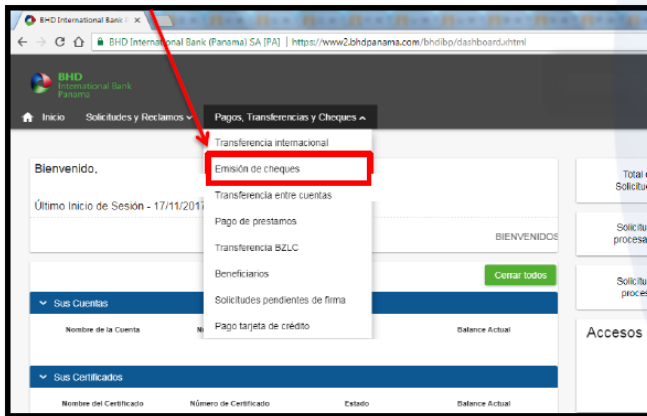 BHD International Bank
BHD International Bank (Panama) SA [PA] | https://www2.bhdpanama.com/bhdibp/dashboard.xhtml
BHD
International Bank
Panama
Inicio Solicitudes y Reclamos Pagos, Transferencias y Cheques
Transferencia internacional
Emisión de cheques
Transferencia entre cuentas
Pago de prestamos
Transferencia BZLC
Beneficiarios
Solicitudes pendientes de firma
Pago tarjeta de crédito
Bienvenido,
Último Inicio de Sesión - 17/11/2017
BIENVENIDOS
Cerrar todos
Sus Cuentas
Nombre de la Cuenta Balance Actual
Sus Certificados
Nombre del Certificado Número de Certificado Estado Balance Actual
Total
Accesos